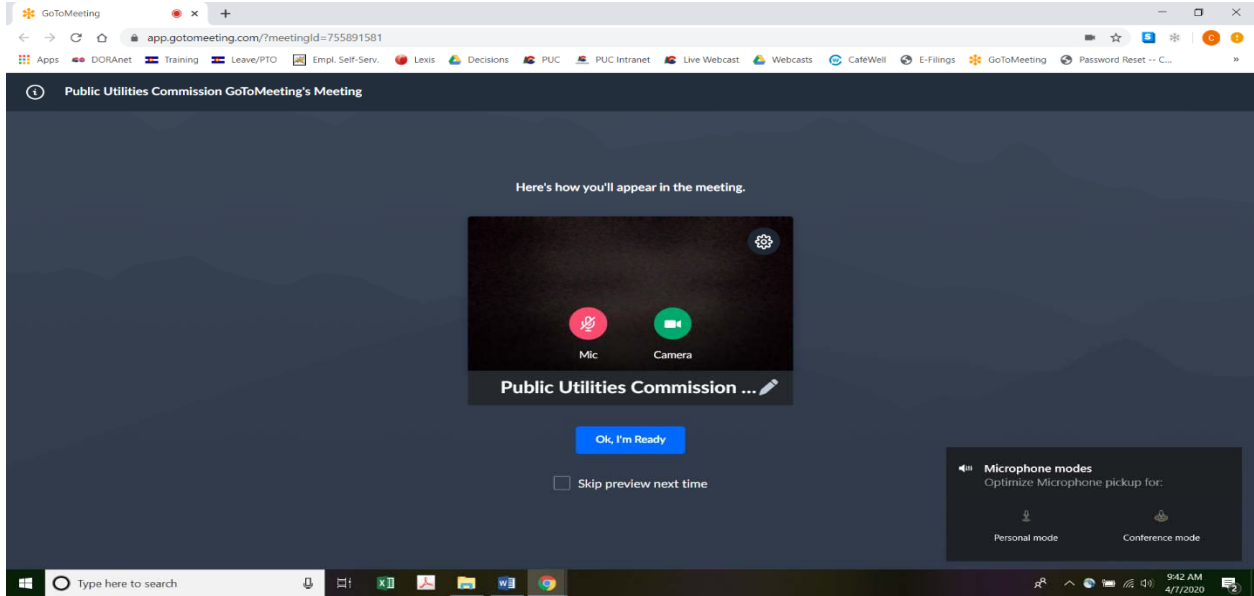 GoToMeeting
app.gotomeeting.com/?meetingId=755891581
C
Apps DORAnet Training Leave/PTO Empl. Self-Serv. Lexis Decisions PUC PUC Intranet Live Webcast Webcasts CaféWell E-Filings GoToMeeting Password Reset -- C... »
Public Utilities Commission GoToMeeting's Meeting
Here's how you'll appear in the meeting.
Mic Camera
Public Utilities Commission ...
Ok, I'm Ready
Skip preview next time
Microphone modes
Optimize Microphone pickup for:
Personal mode Conference mode
Type here to search
9:42 AM
4/7/2020
2